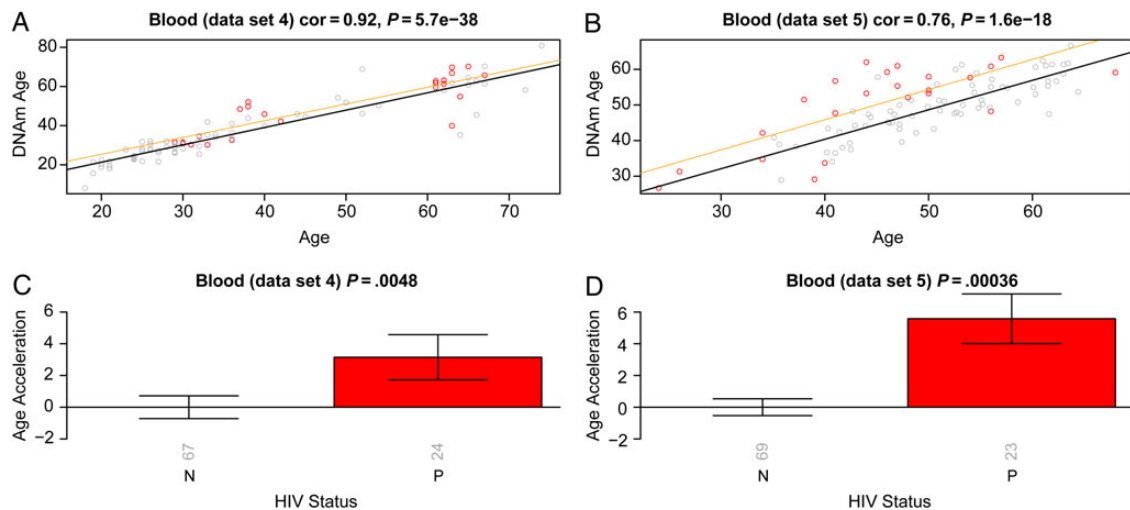 A
Blood (data set 4) cor = 0.92, P = 5.7e−38
DNAm Age
80
60
40
20
20 30 40 50 60 70
Age
B
Blood (data set 5) cor = 0.76, P = 1.6e−18
DNAm Age
60
50
40
30
30 40 50 60
Age
C
Blood (data set 4) P = .0048
Age Acceleration
6
4
2
0
−2
67 24
N P
HIV Status
D
Blood (data set 5) P = .00036
Age Acceleration
6
4
2
0
−2
69 23
N P
HIV Status